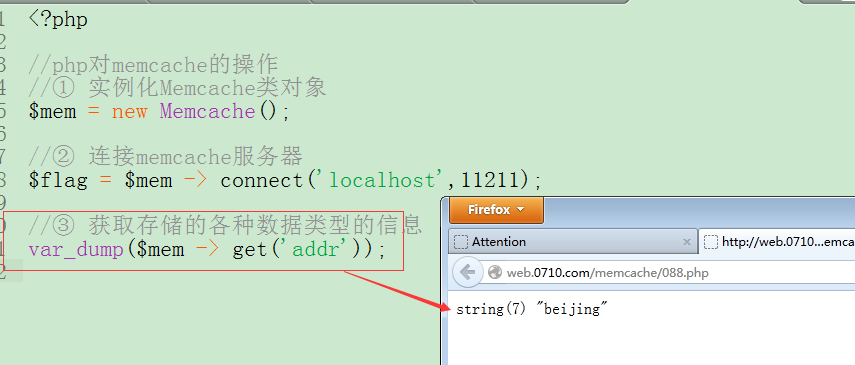 1 <?php
2
3 //php对memcache的操作
4 //① 实例化Memcache类对象
5 $mem = new Memcache();
6
7 //② 连接memcache服务器
8 $flag = $mem -> connect('localhost',11211);
9
0 //③ 获取存储的各种数据类型的信息
1 var_dump($mem -> get('addr'));
2
Firefox
Attention
http://web.0710...emca
web.0710.com/memcache/088.php
string(7) "beijing"